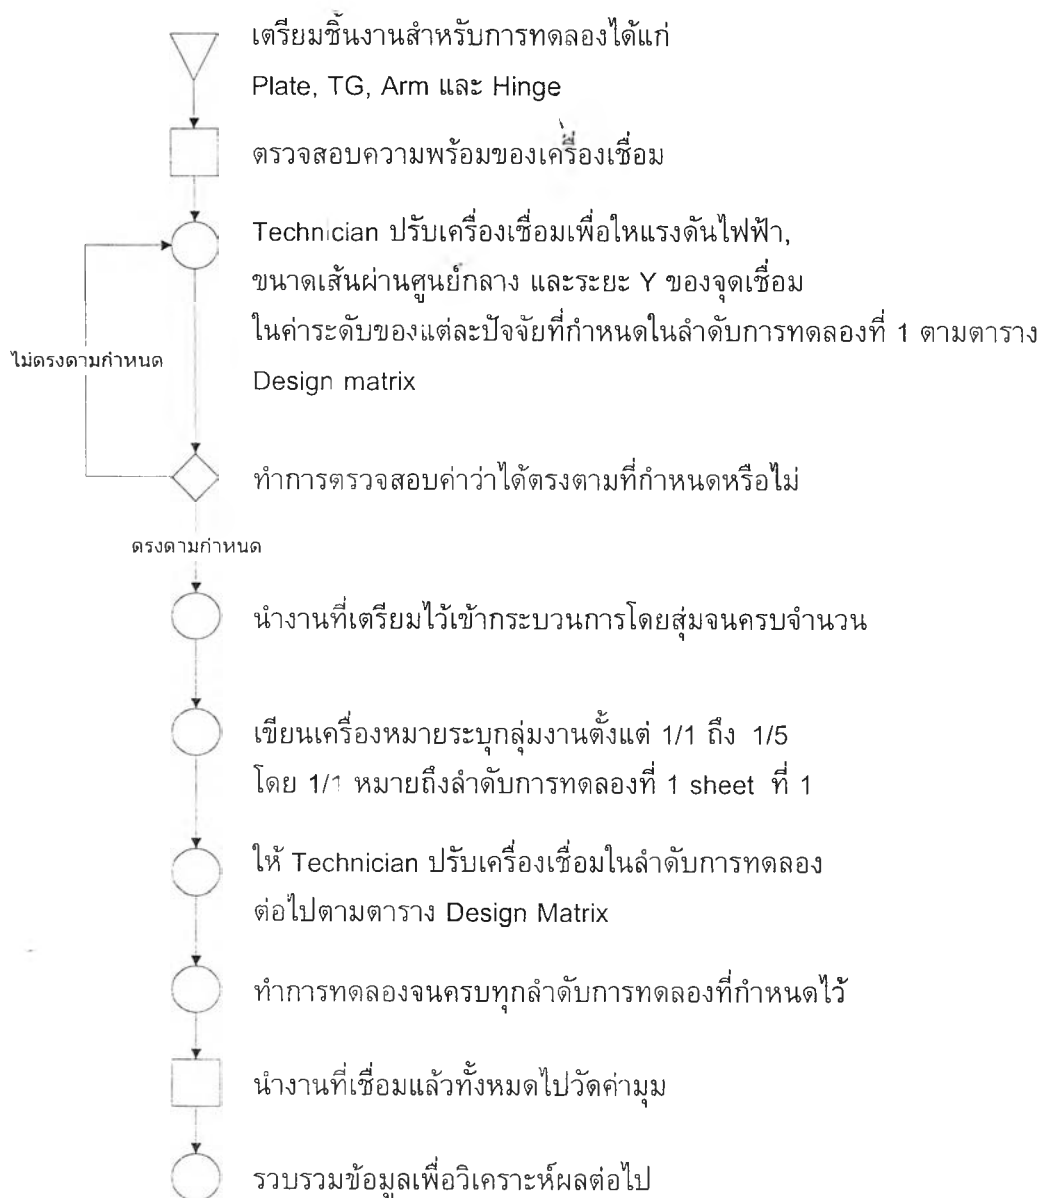 เตรียมชิ้นงานสำหรับการทดลองได้แก่
Plate, TG, Arm และ Hinge
ตรวจสอบความพร้อมของเครื่องเชื่อม
Technician ปรับเครื่องเชื่อมเพื่อใหแรงดันไฟฟ้า,
ขนาดเส้นผ่านศูนย์กลาง และระยะ Y ของจุดเชื่อม
ในค่าระดับของแต่ละปัจจัยที่กำหนดในลำดับการทดลองที่ 1 ตามตาราง
Design matrix
ไม่ตรงตามกำหนด
ทำการตรวจสอบค่าว่าได้ตรงตามที่กำหนดหรือไม่
ตรงตามกำหนด
นำงานที่เตรียมไว้เข้ากระบวนการโดยสุ่มจนครบจำนวน
เขียนเครื่องหมายระบุกลุ่มงานตั้งแต่ 1/1 ถึง 1/5
โดย 1/1 หมายถึงลำดับการทดลองที่ 1 sheet ที่ 1
ให้ Technician ปรับเครื่องเชื่อมในลำดับการทดลอง
ต่อไปตามตาราง Design Matrix
ทำการทดลองจนครบทุกลำดับการทดลองที่กำหนดไว้
นำงานที่เชื่อมแล้วทั้งหมดไปวัดค่ามุม
รวบรวมข้อมูลเพื่อวิเคราะห์ผลต่อไป